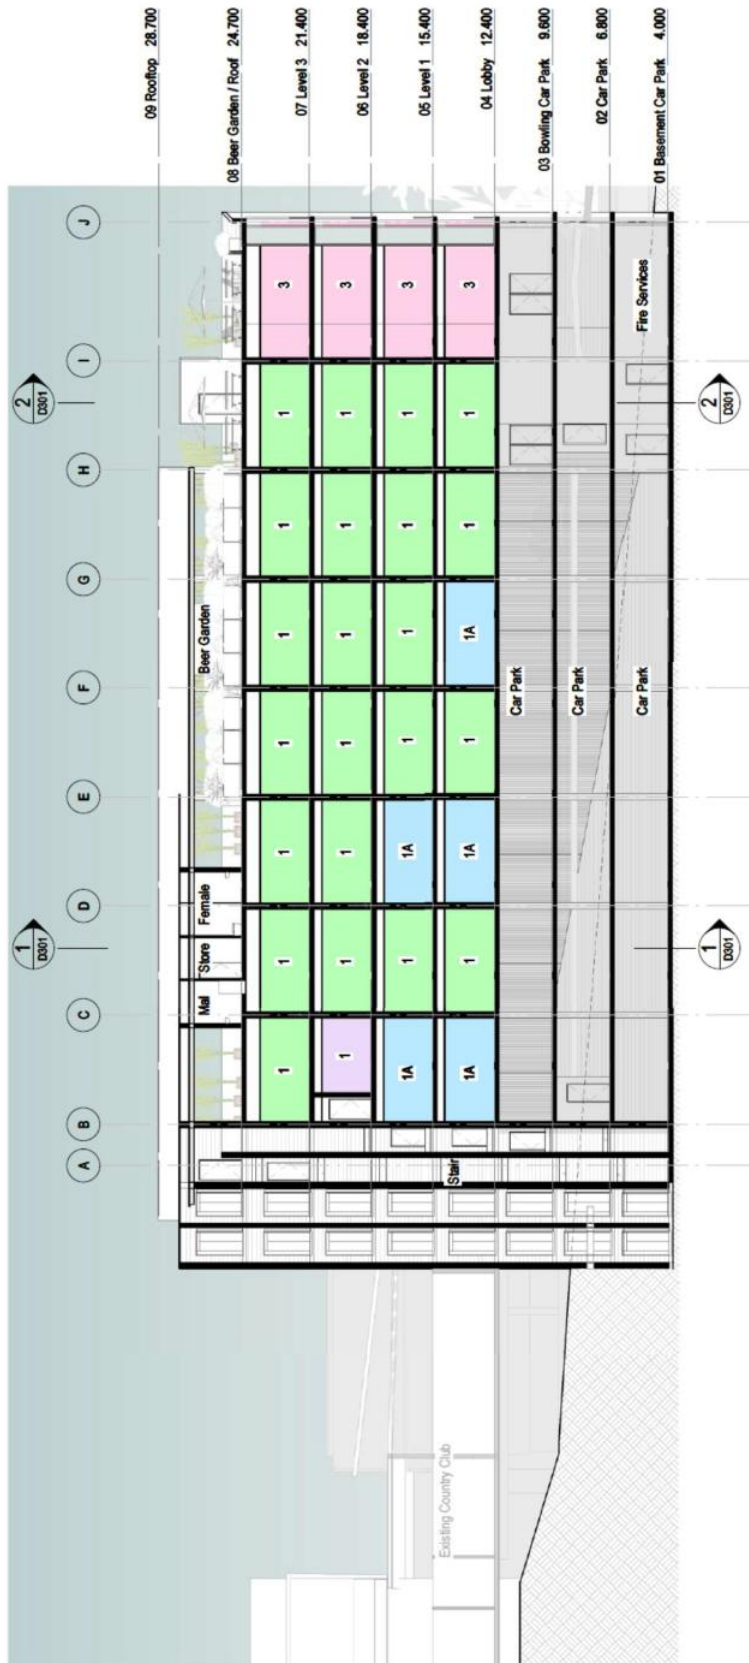 1
D301
2
D301
A B C D E F G H I J
09 Rooftop 28.700
Mal Store Female Beer Garden
08 Beer Garden / Roof 24.700
1 1 1 1 1 1 1 3
07 Level 3 21.400
1 1 1 1 1 1 1 3
06 Level 2 18.400
1A 1 1A 1 1 1 1 3
05 Level 1 15.400
Existing Country Club
Stair
1A 1 1A 1 1A 1 1 3
04 Lobby 12.400
Car Park
03 Bowling Car Park 9.600
Car Park
02 Car Park 6.800
Car Park Fire Services
01 Basement Car Park 4.000
1
D301
2
D301